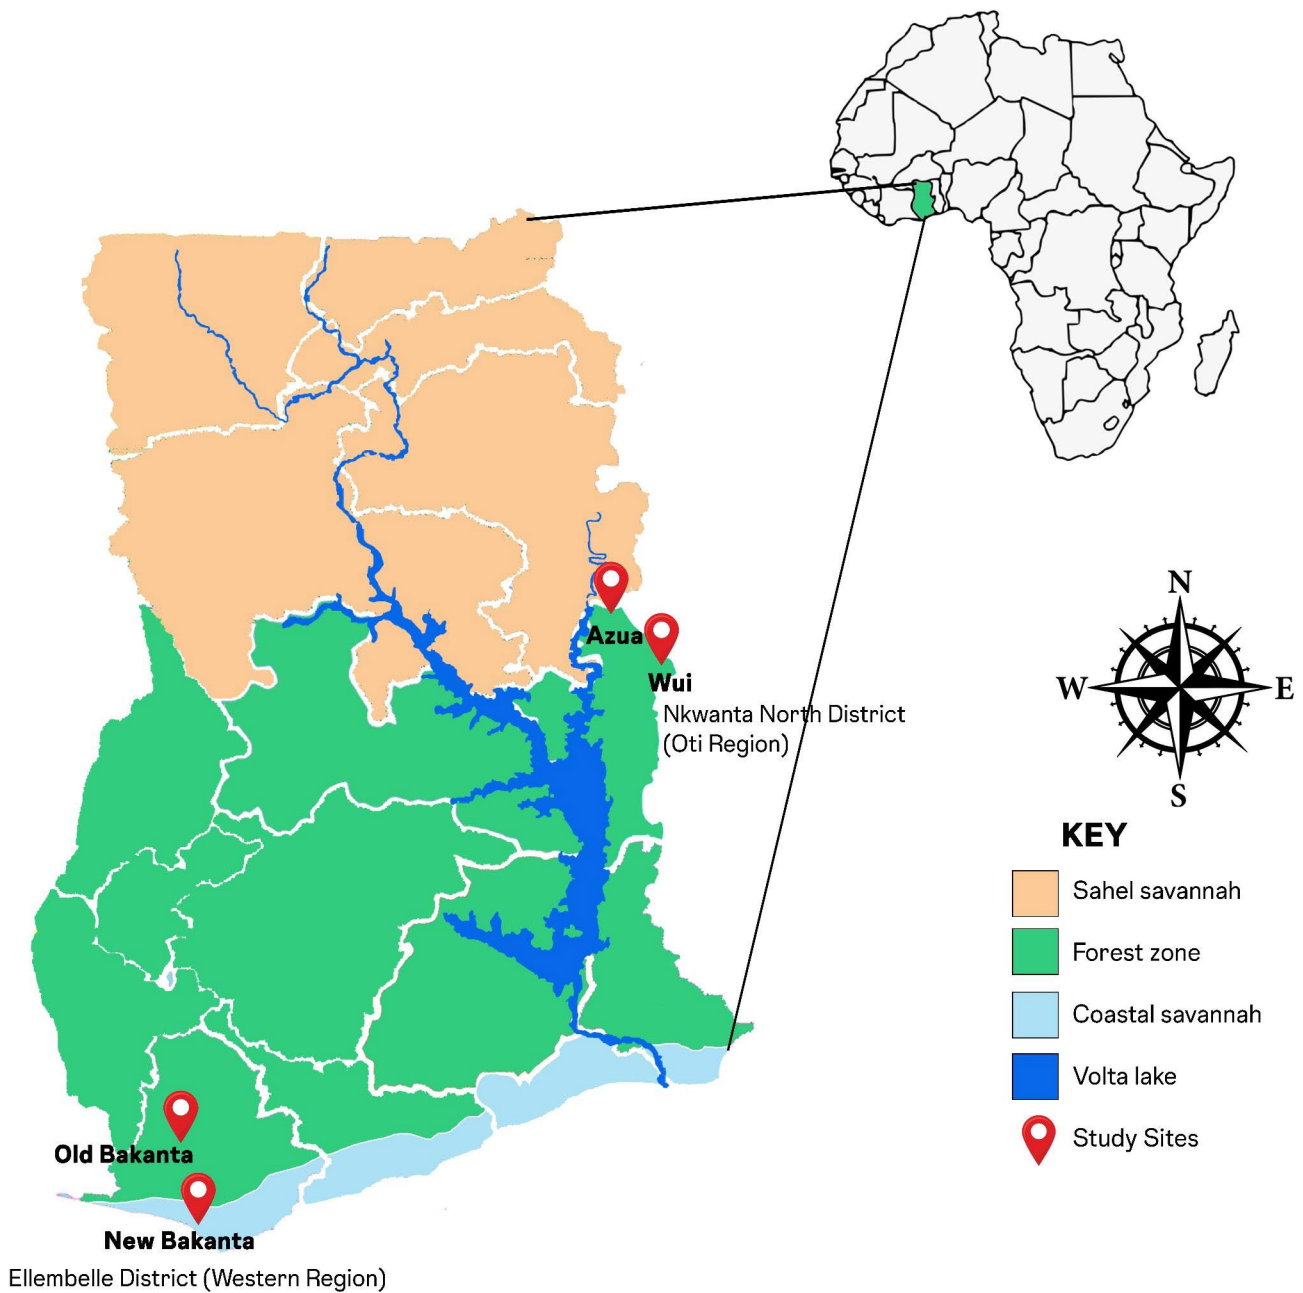 Azua
Wui
Nkwanta North District
(Oti Region)
N
W
E
S
KEY
Sahel savannah
Forest zone
Coastal savannah
Volta lake
Study Sites
Old Bakanta
New Bakanta
Ellembelle District (Western Region)